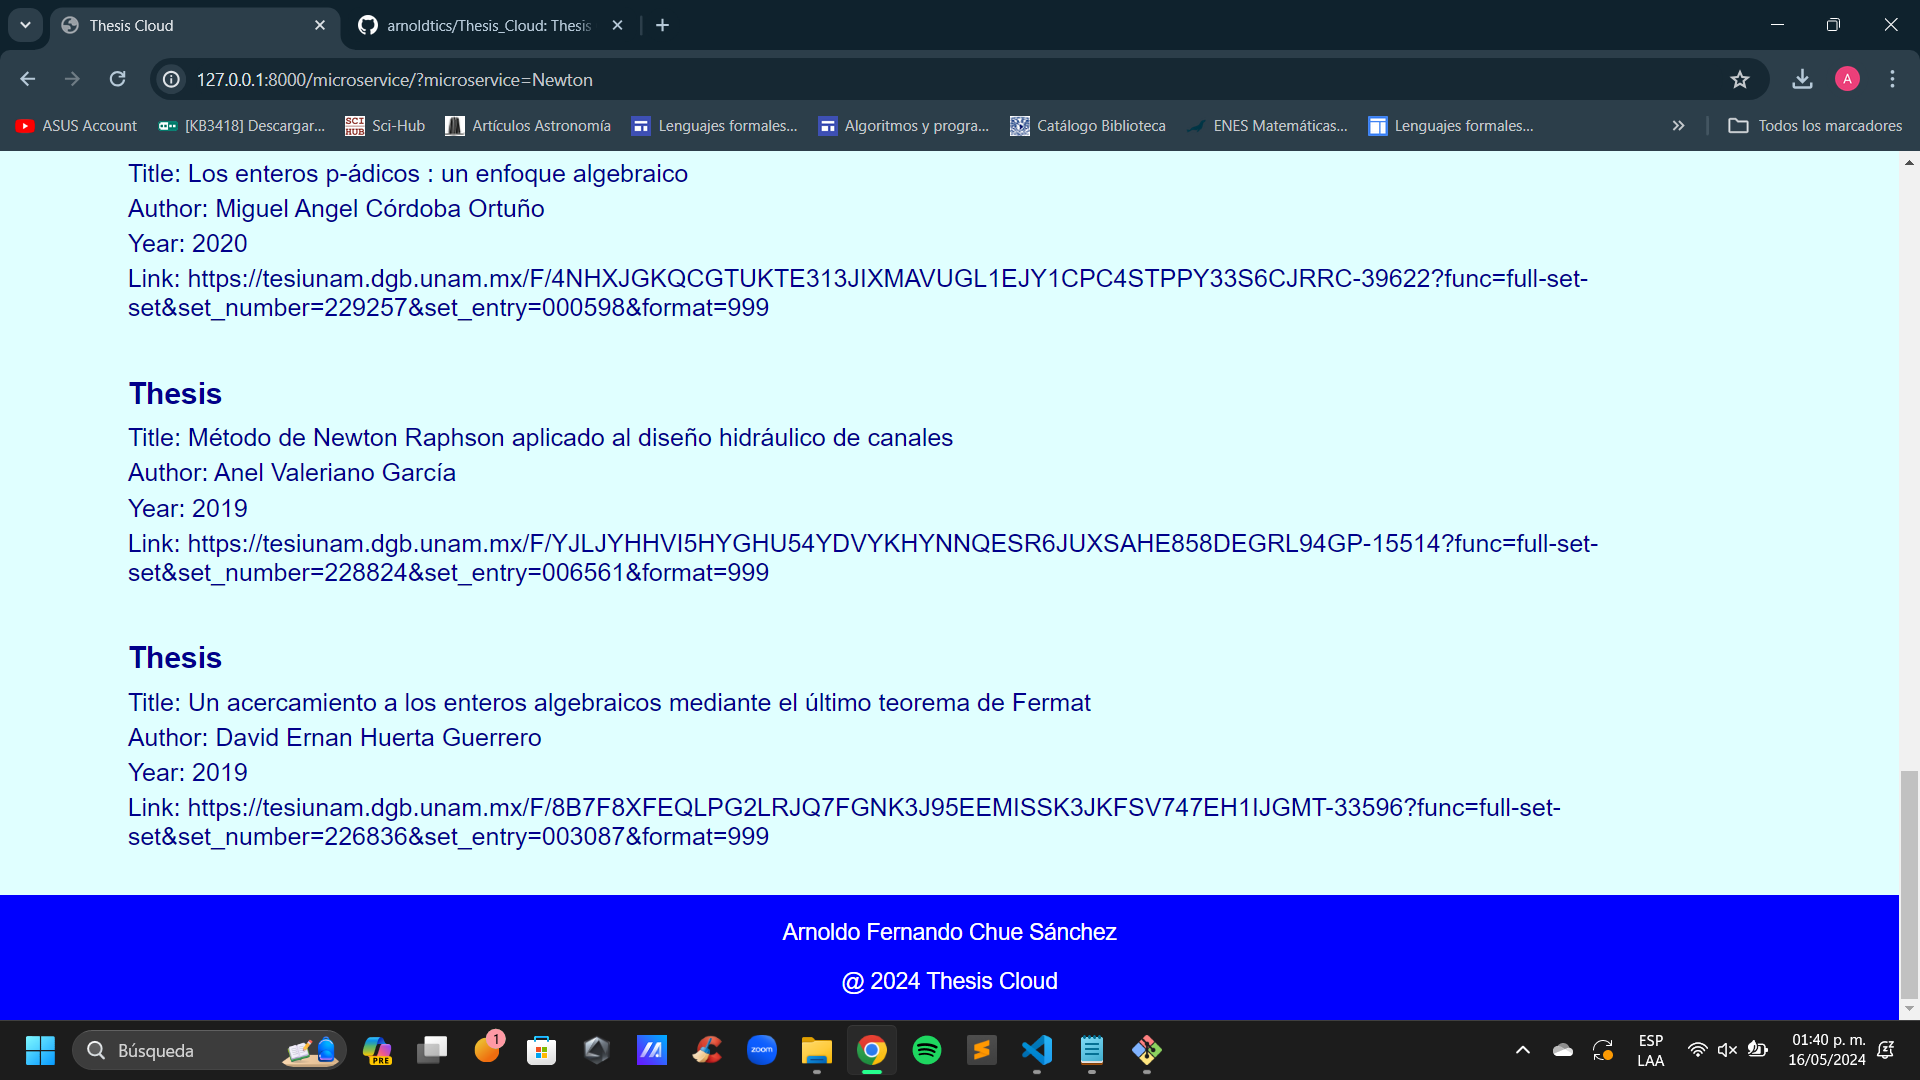 Thesis Cloud
arnoldtics/Thesis_Cloud: Thesis
127.0.0.1:8000/microservice/?microservice=Newton
A
ASUS Account
[KB3418] Descargar...
SCI HUB Sci-Hub
Artículos Astronomía
Lenguajes formales...
Algoritmos y progra...
Catálogo Biblioteca
ENES Matemáticas...
Lenguajes formales...
Todos los marcadores
Title: Los enteros p-ádicos : un enfoque algebraico
Author: Miguel Angel Córdoba Ortuño
Year: 2020
Link: https://tesiunam.dgb.unam.mx/F/4NHXJGKQCGTUKTE313JIXMAVUGL1EJY1CPC4STPPY33S6CJRRC-39622?func=full-set-
set&set_number=229257&set_entry=000598&format=999
Thesis
Title: Método de Newton Raphson aplicado al diseño hidráulico de canales
Author: Anel Valeriano García
Year: 2019
Link: https://tesiunam.dgb.unam.mx/F/YJLJYHHVI5HYGHU54YDVYKHYNNQESR6JUXSAHE858DEGRL94GP-15514?func=full-set-
set&set_number=228824&set_entry=006561&format=999
Thesis
Title: Un acercamiento a los enteros algebraicos mediante el último teorema de Fermat
Author: David Ernan Huerta Guerrero
Year: 2019
Link: https://tesiunam.dgb.unam.mx/F/8B7F8XFEQLPG2LRJQ7FGNK3J95EEMISSK3JKFSV747EH1IJGMT-33596?func=full-set-
set&set_number=226836&set_entry=003087&format=999
Arnoldo Fernando Chue Sánchez
@ 2024 Thesis Cloud
Búsqueda
PRE
1
zoom
ESP
LAA
01:40 p. m.
16/05/2024